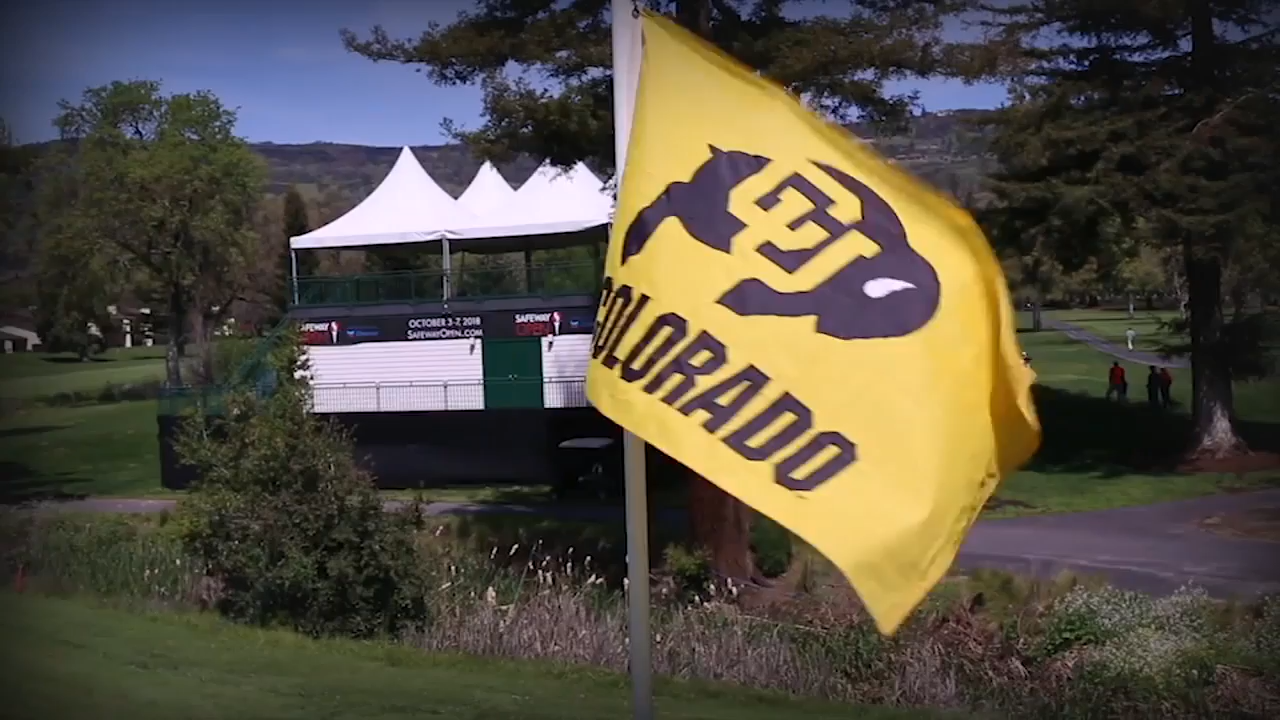 CU
COLORADO
SAFEWAY
OPEN
OCTOBER 3-7, 2018
SAFEWAYOPEN.COM
SAFEWAY
OPEN